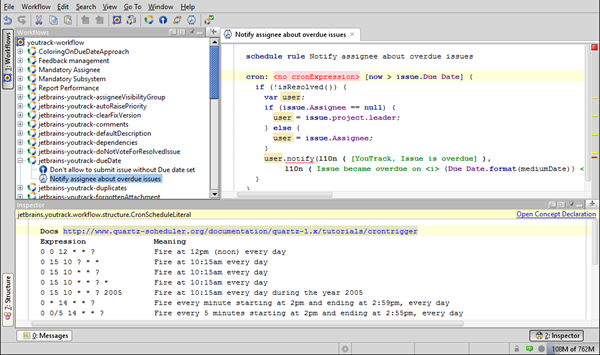 File Workflow Edit Search View Go To Window Help
1: Workflows
Workflows
youtrack-workflow
ColoringOnDueDateApproach
Feedback management
Mandatory Assignee
Mandatory Subsystem
Report Performance
jetbrains-youtrack-assigneeVisibilityGroup
jetbrains-youtrack-autoRaisePriority
jetbrains-youtrack-clearFixVersion
jetbrains-youtrack-comments
jetbrains-youtrack-defaultDescription
jetbrains-youtrack-dependencies
jetbrains-youtrack-doNotVoteForResolvedIssue
jetbrains-youtrack-dueDate
Don't allow to submit issue without Due date set
Notify assignee about overdue issues
jetbrains-youtrack-duplicates
jetbrains-youtrack-forgottenAttachment
Notify assignee about overdue issues
schedule rule Notify assignee about overdue issues
cron: <no cronExpression> [now > issue.Due Date] {
if (!isResolved()) {
var user;
if (issue.Assignee == null) {
user = issue.project.leader;
} else {
user = issue.Assignee;
}
user.notify(l10n ( [YouTrack, Issue is overdue] ),
l10n ( Issue became overdue on <i> {Due Date.format(mediumDate)} <
}
}
Inspector
jetbrains.youtrack.workflow.structure.CronScheduleLiteral
Open Concept Declaration
Docs http://www.quartz-scheduler.org/documentation/quartz-1.x/tutorials/crontrigger
Expression Meaning
0 0 12 * * ? Fire at 12pm (noon) every day
0 15 10 ? * * Fire at 10:15am every day
0 15 10 * * ? Fire at 10:15am every day
0 15 10 * * ? * Fire at 10:15am every day
0 15 10 * * ? 2005 Fire at 10:15am every day during the year 2005
0 * 14 * * ? Fire every minute starting at 2pm and ending at 2:59pm, every day
0 0/5 14 * * ? Fire every 5 minutes starting at 2pm and ending at 2:55pm, every day
7: Structure
0: Messages
2: Inspector
108M of 762M